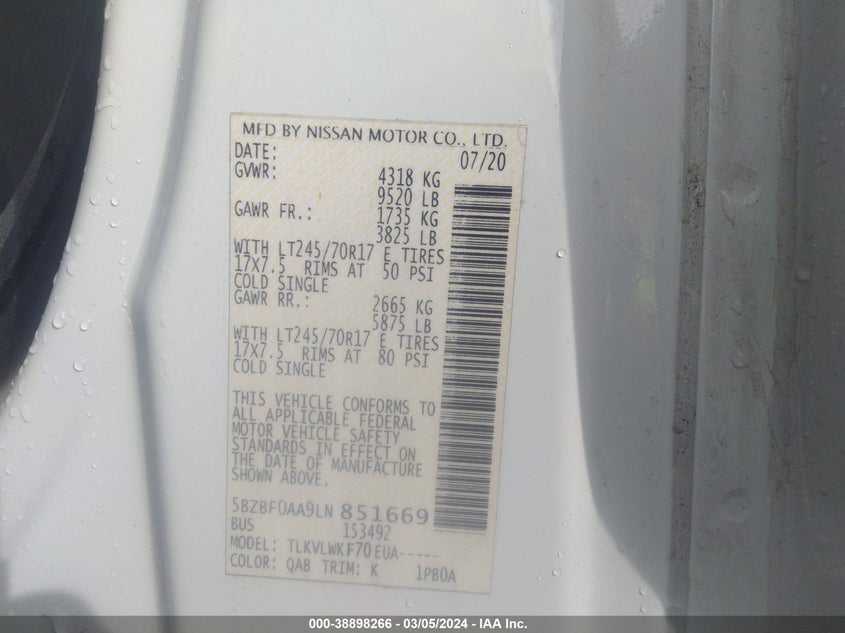 MFD BY NISSAN MOTOR CO., LTD.
DATE: 07/20
GVWR: 4318 KG
9520 LB
GAWR FR.: 1735 KG
3825 LB
WITH LT245/70R17 E TIRES
17X7.5 RIMS AT 50 PSI
COLD SINGLE
GAWR RR.: 2665 KG
5875 LB
WITH LT245/70R17 E TIRES
17X7.5 RIMS AT 80 PSI
COLD SINGLE
THIS VEHICLE CONFORMS TO
ALL APPLICABLE FEDERAL
MOTOR VEHICLE SAFETY
STANDARDS IN EFFECT ON
THE DATE OF MANUFACTURE
SHOWN ABOVE.
5BZBF0AA9LN 851669
BUS 153492
MODEL: TLKVLWKF70EUA-----
COLOR: QAB TRIM: K 1PB0A
000-38898266 - 03/05/2024 - IAA Inc.